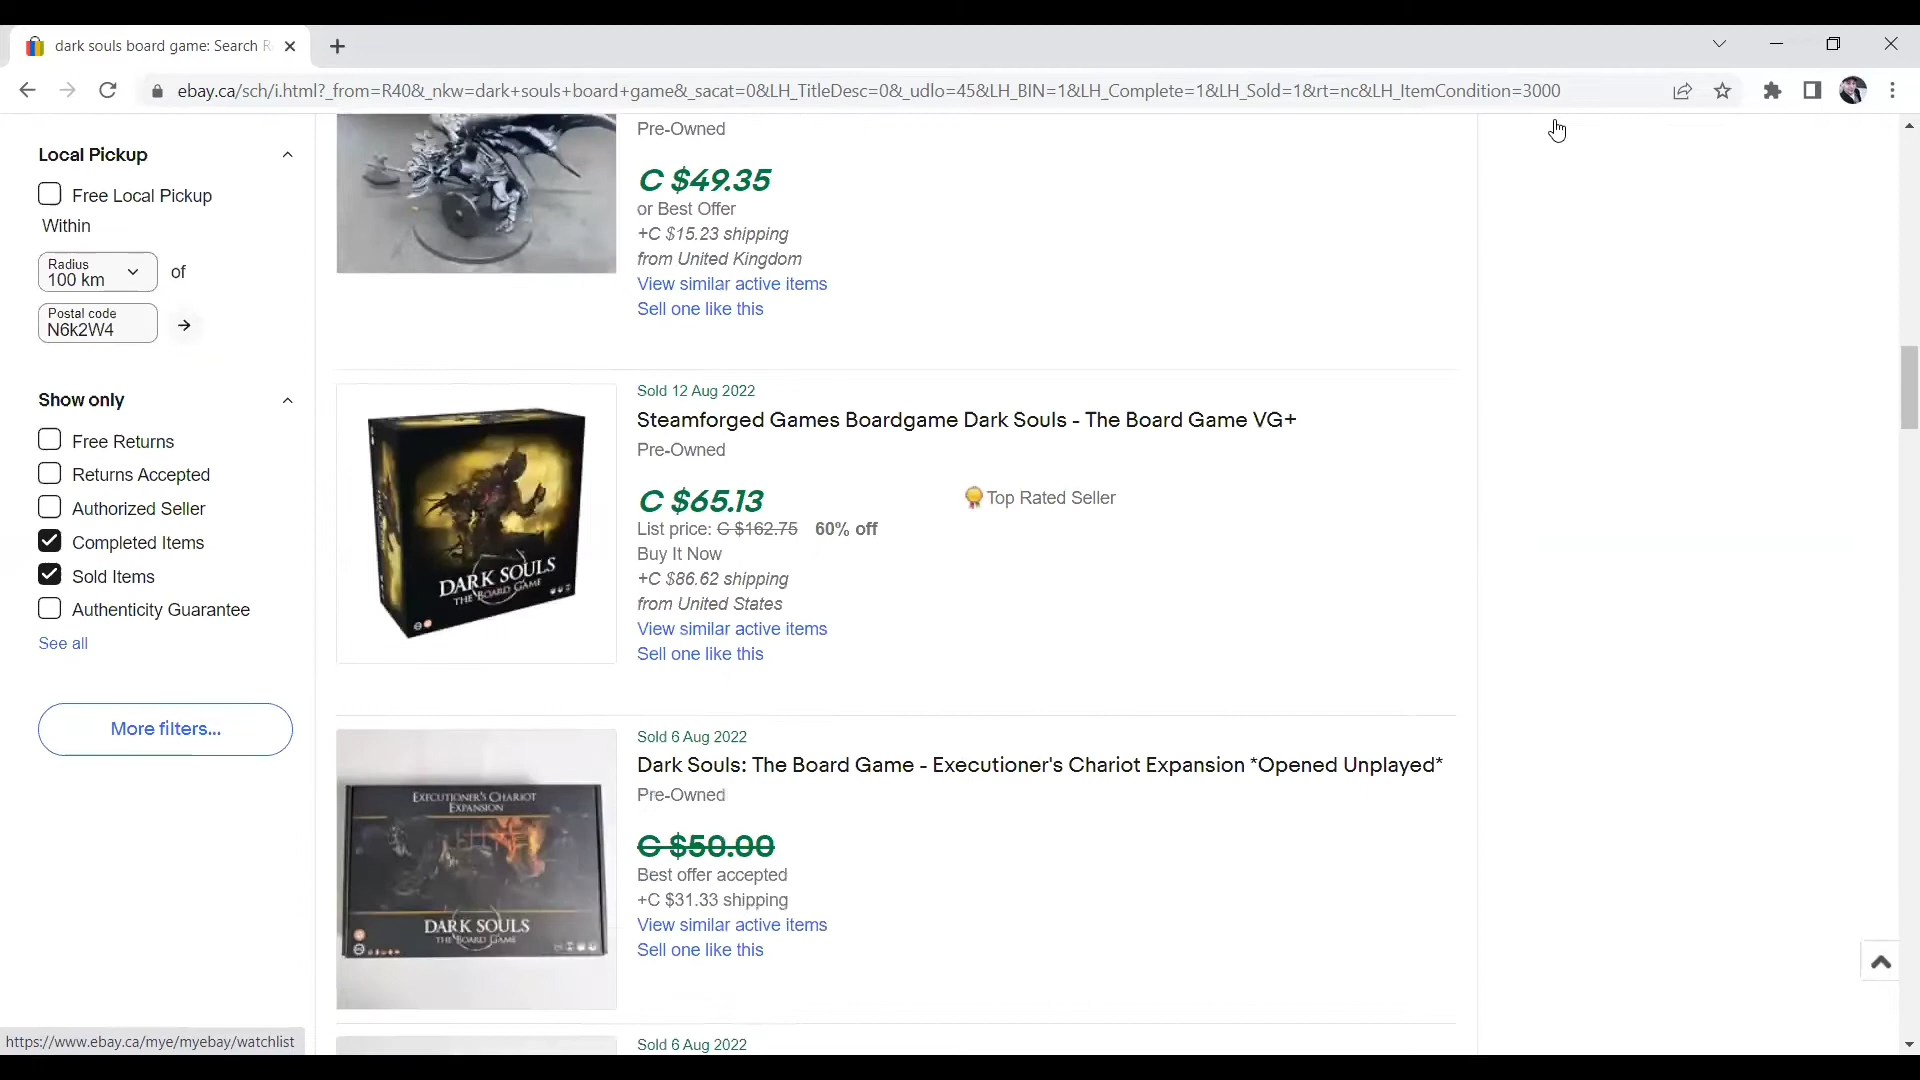 dark souls board game: Search R
ebay.ca/sch/i.html?_from=R40&_nkw=dark+souls+board+game&_sacat=0&LH_TitleDesc=0&_udlo=45&LH_BIN=1&LH_Complete=1&LH_Sold=1&rt=nc&LH_ItemCondition=3000
Local Pickup
Free Local Pickup
Within
Radius
100 km
of
Postal code
N6k2W4
Show only
Free Returns
Returns Accepted
Authorized Seller
Completed Items
Sold Items
Authenticity Guarantee
See all
More filters...
Pre-Owned
C $49.35
or Best Offer
+C $15.23 shipping
from United Kingdom
View similar active items
Sell one like this
DARK SOULS
THE BOARD GAME
Sold 12 Aug 2022
Steamforged Games Boardgame Dark Souls - The Board Game VG+
Pre-Owned
C $65.13
Top Rated Seller
List price: C $162.75 60% off
Buy It Now
+C $86.62 shipping
from United States
View similar active items
Sell one like this
EXECUTIONER'S CHARIOT
EXPANSION
DARK SOULS
THE BOARD GAME
Sold 6 Aug 2022
Dark Souls: The Board Game - Executioner's Chariot Expansion *Opened Unplayed*
Pre-Owned
C $50.00
Best offer accepted
+C $31.33 shipping
View similar active items
Sell one like this
Sold 6 Aug 2022
https://www.ebay.ca/mye/myebay/watchlist